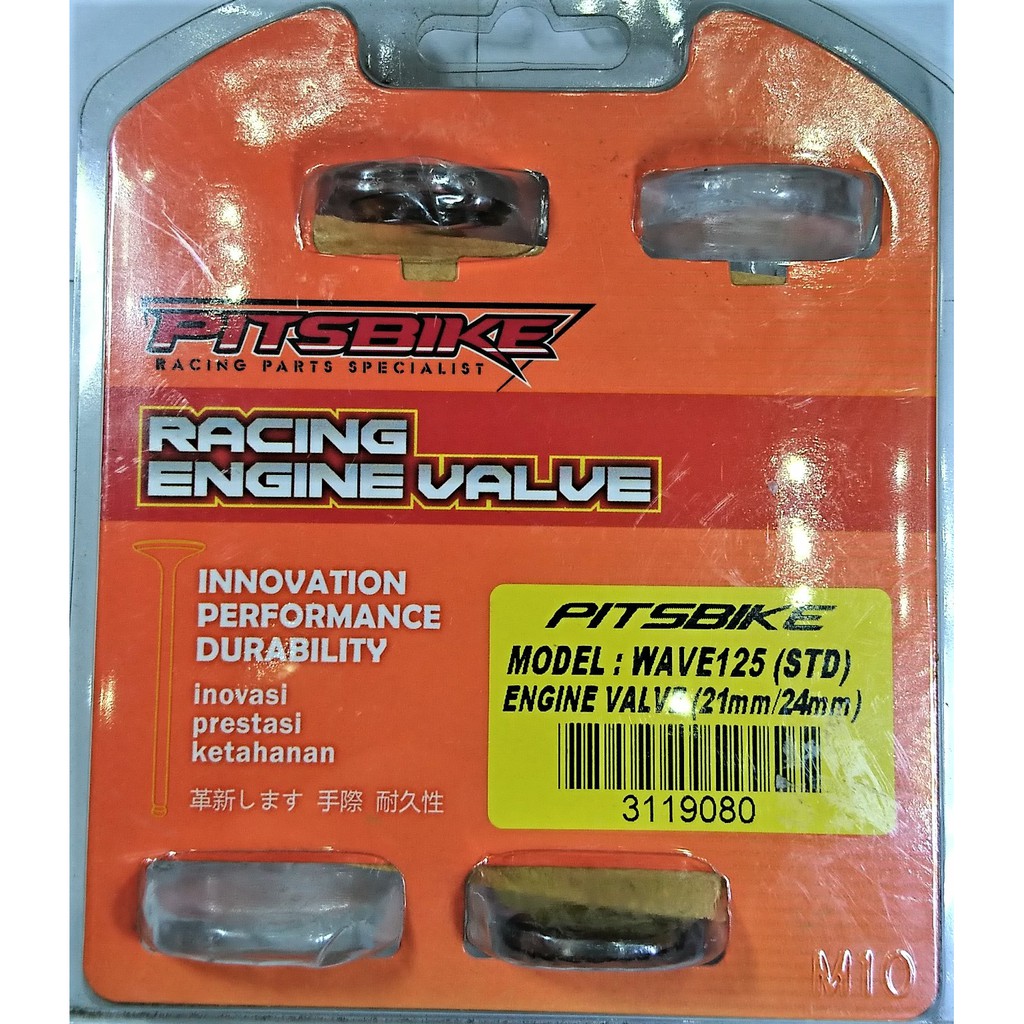 PITSBIKE
RACING PARTS SPECIALIST
RACING
ENGINE VALVE
INNOVATION
PERFORMANCE
DURABILITY
inovasi
prestasi
ketahanan
革新します 手際 耐久性
PITSBIKE
MODEL : WAVE125 (STD)
ENGINE VALVE (21mm/24mm)
3119080
M10